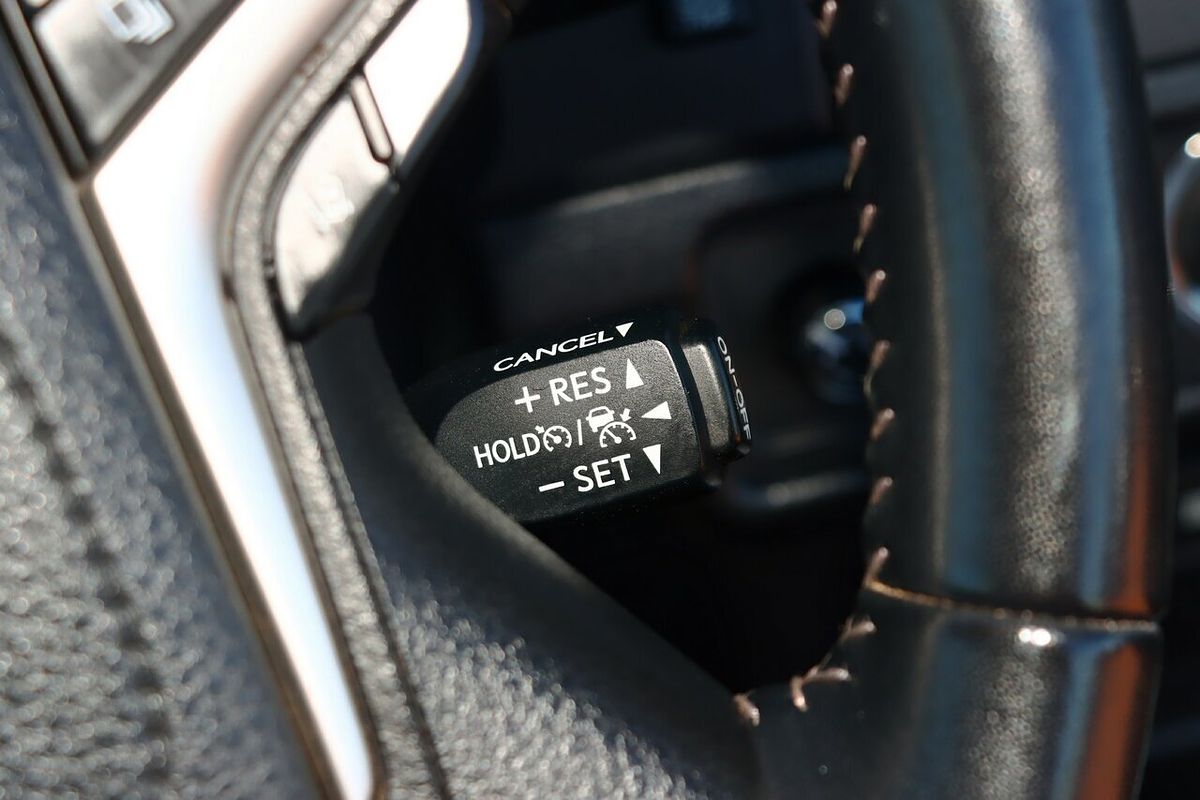 CANCEL
+ RES
HOLD /
- SET
ON-OFF